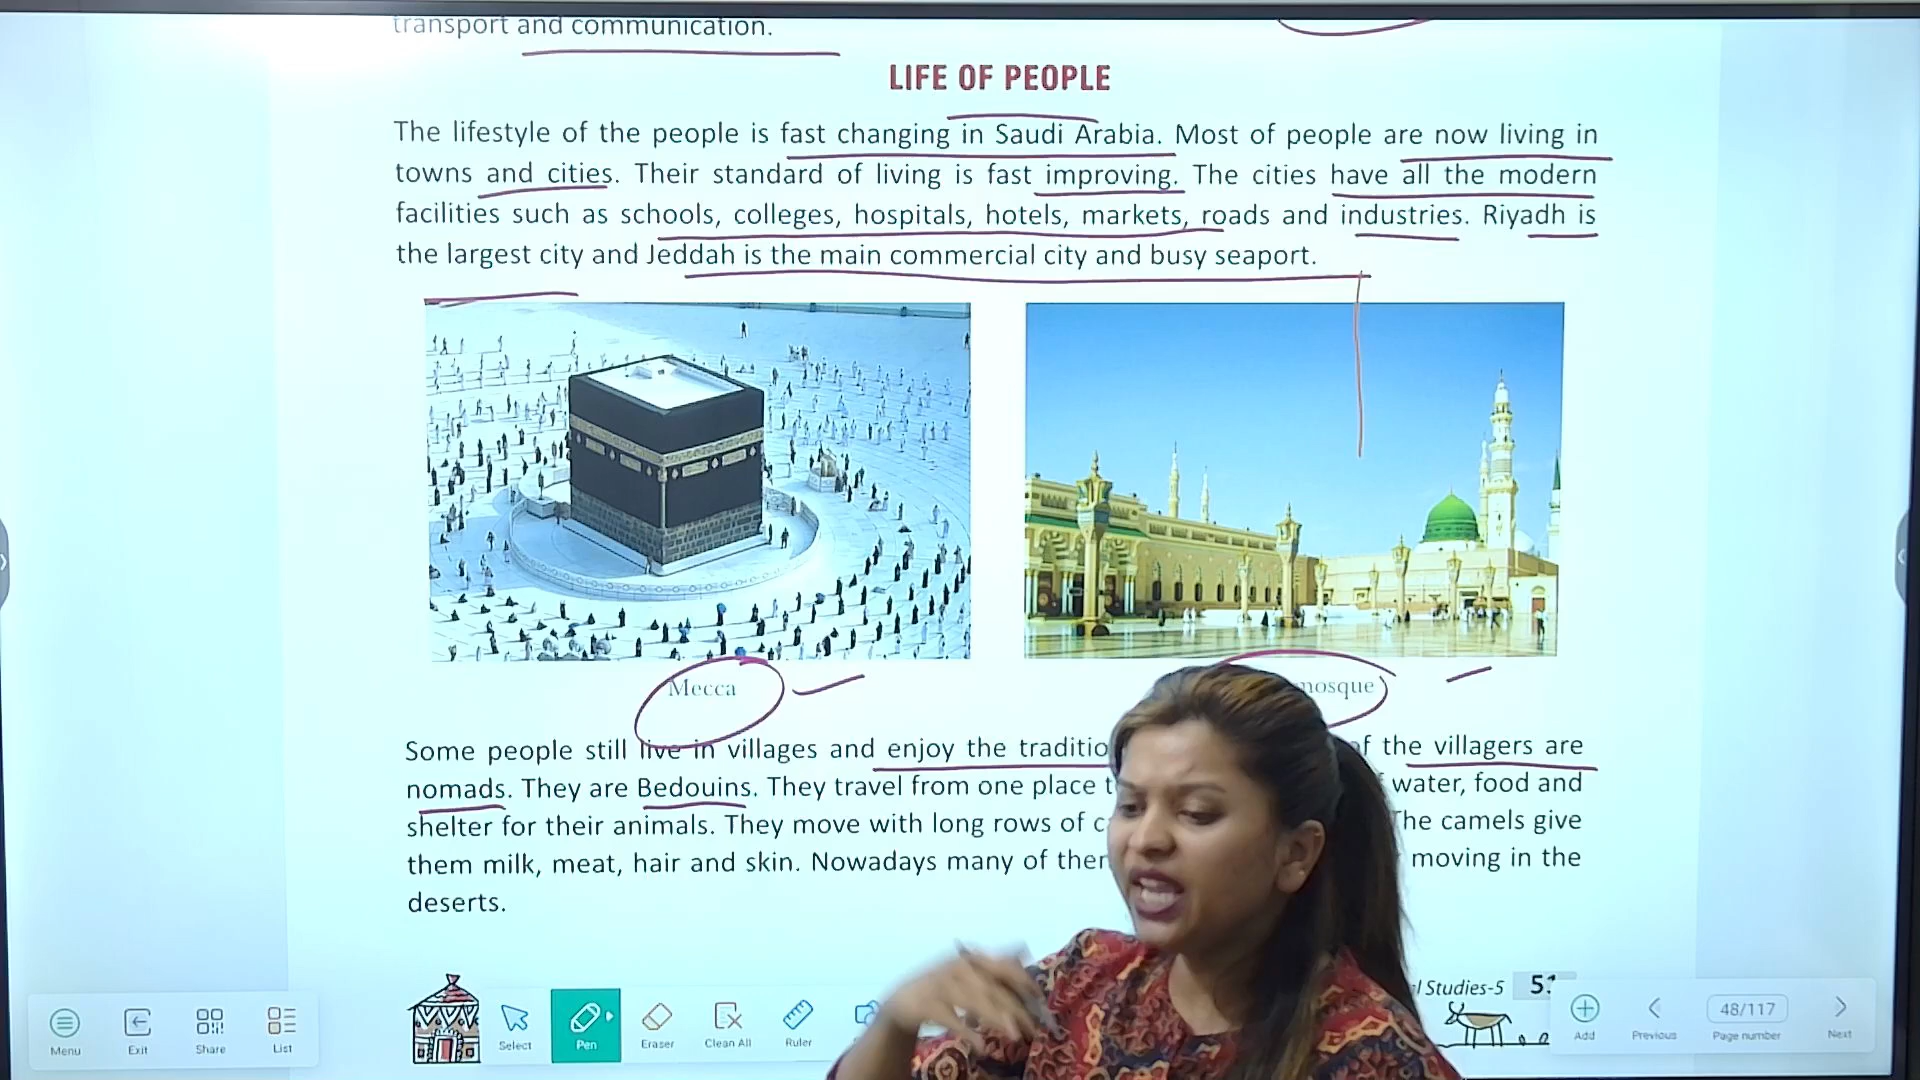 transport and communication.
LIFE OF PEOPLE
The lifestyle of the people is fast changing in Saudi Arabia. Most of people are now living in
towns and cities. Their standard of living is fast improving. The cities have all the modern
facilities such as schools, colleges, hospitals, hotels, markets, roads and industries. Riyadh is
the largest city and Jeddah is the main commercial city and busy seaport.
Mecca
mosque
Some people still live in villages and enjoy the of the villagers are
nomads. They are Bedouins. They travel from one place water, food and
shelter for their animals. They move with long rows of The camels give
them milk, meat, hair and skin. Nowadays many of moving in the
deserts.
Studies-5
Menu
Exit
Share
List
Select
Pen
Eraser
Clean All
Ruler
Add
Previous
48/117
Page number
Next